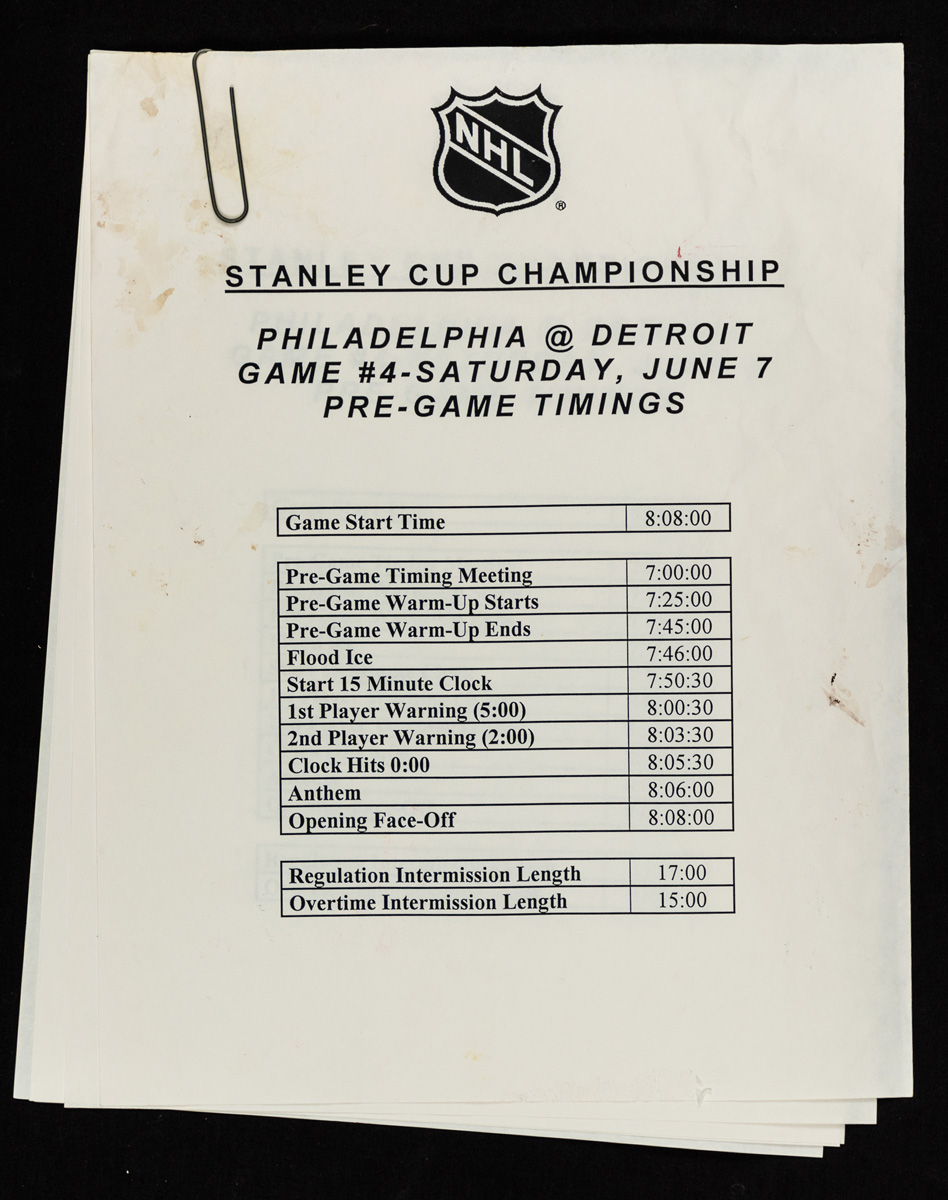 NHL
®
STANLEY CUP CHAMPIONSHIP
PHILADELPHIA @ DETROIT
GAME #4-SATURDAY, JUNE 7
PRE-GAME TIMINGS
Game Start Time 8:08:00
Pre-Game Timing Meeting 7:00:00
Pre-Game Warm-Up Starts 7:25:00
Pre-Game Warm-Up Ends 7:45:00
Flood Ice 7:46:00
Start 15 Minute Clock 7:50:30
1st Player Warning (5:00) 8:00:30
2nd Player Warning (2:00) 8:03:30
Clock Hits 0:00 8:05:30
Anthem 8:06:00
Opening Face-Off 8:08:00
Regulation Intermission Length 17:00
Overtime Intermission Length 15:00